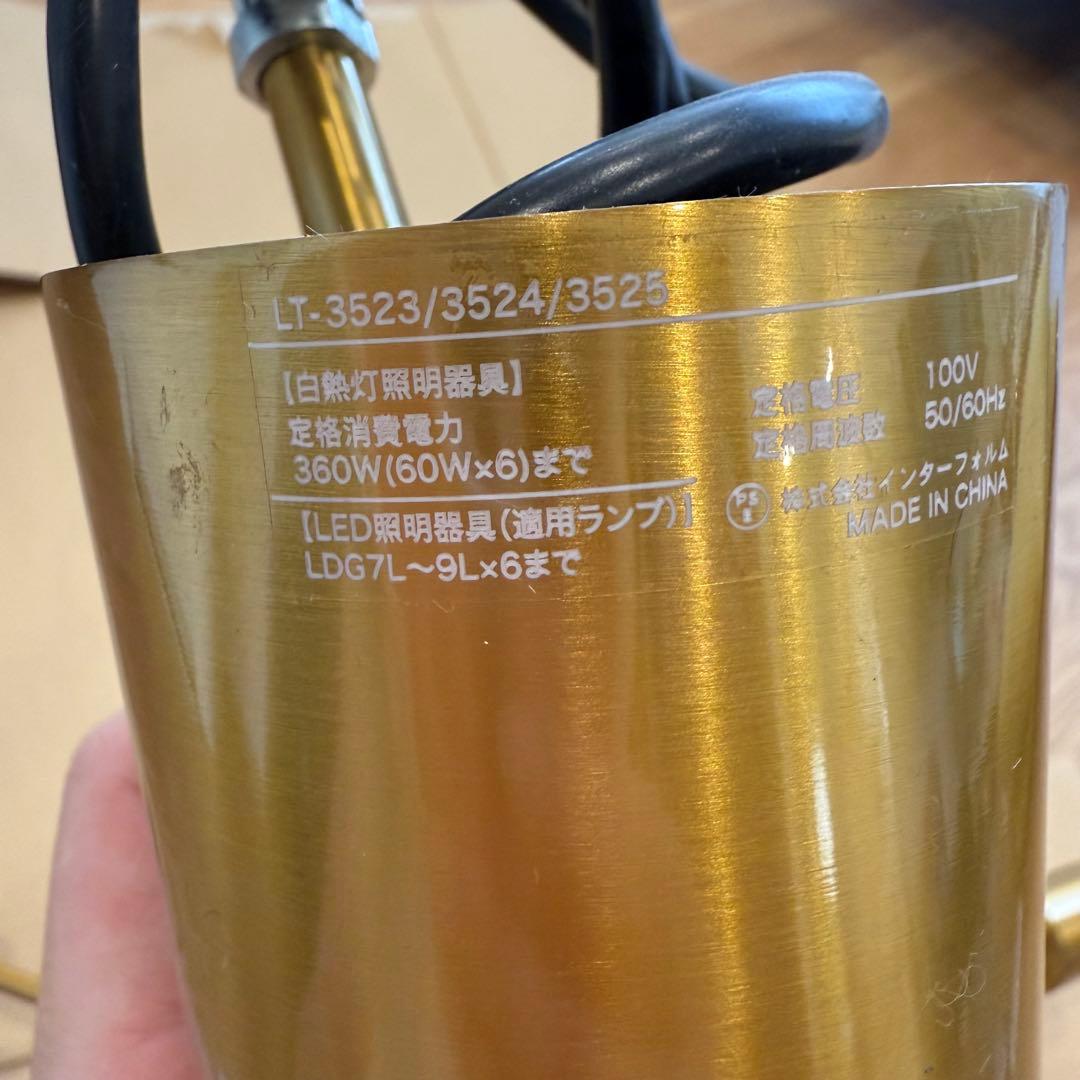 LT-3523/3524/3525
【白熱灯照明器具】
定格消費電力
360W(60W×6)まで
【LED照明器具(適用ランプ)】
LDG7L～9L×6まで
定格電圧 100V
定格周波数 50/60Hz
PS E 株式会社インターフォルム
MADE IN CHINA